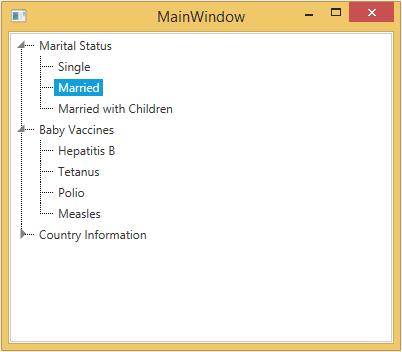 MainWindow
Marital Status
Single
Married
Married with Children
Baby Vaccines
Hepatitis B
Tetanus
Polio
Measles
Country Information